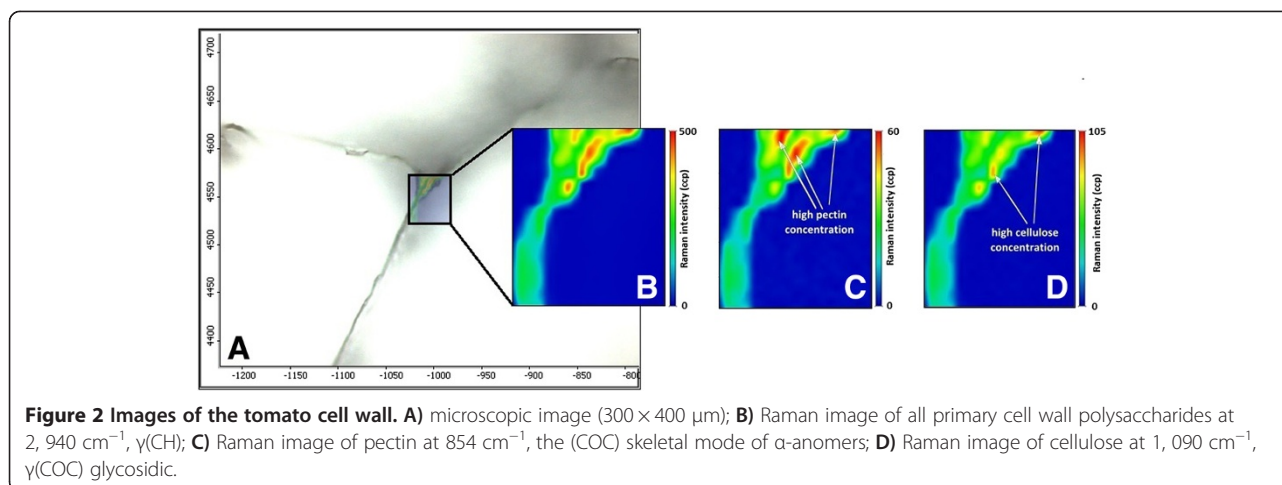 4700
4650
4600
4550
4500
4450
4400
-1200
-1150
-1100
-1050
-1000
-950
-900
-850
-800
A
500
Raman intensity (ccp)
0
B
60
Raman intensity (ccp)
0
high pectin
concentration
C
105
Raman intensity (ccp)
0
high cellulose
concentration
D
Figure 2 Images of the tomato cell wall. A) microscopic image (300 × 400 μm); B) Raman image of all primary cell wall polysaccharides at
2, 940 cm⁻¹, γ(CH); C) Raman image of pectin at 854 cm⁻¹, the (COC) skeletal mode of α-anomers; D) Raman image of cellulose at 1, 090 cm⁻¹,
γ(COC) glycosidic.